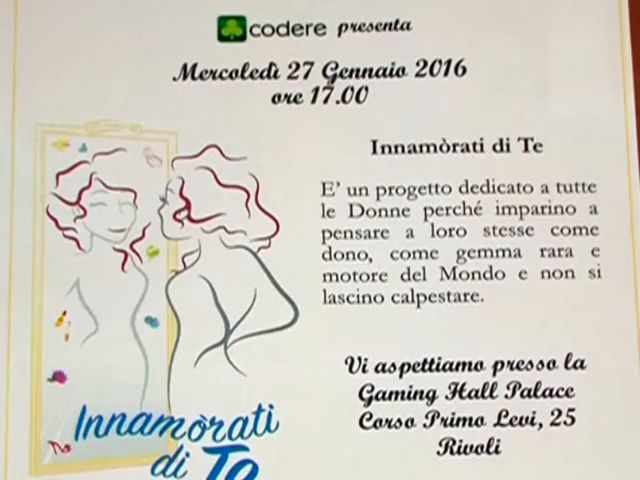 codere presenta
Mercoledì 27 Gennaio 2016
ore 17.00
Innamòrati di Te
E' un progetto dedicato a tutte
le Donne perché imparino a
pensare a loro stesse come
dono, come gemma rara e
motore del Mondo e non si
lascino calpestare.
Vi aspettiamo presso la
Gaming Hall Palace
Corso Primo Levi, 25
Rivoli
Innamòrati
di Te